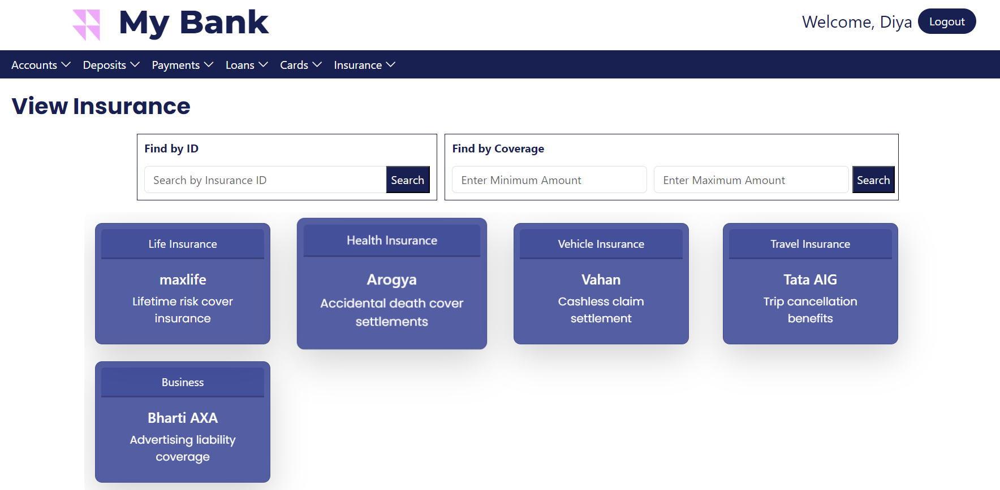 My Bank
Welcome, Diya
Logout
Accounts
Deposits
Payments
Loans
Cards
Insurance
View Insurance
Find by ID
Search by Insurance ID
Search
Find by Coverage
Enter Minimum Amount
Enter Maximum Amount
Search
Life Insurance
maxlife
Lifetime risk cover
insurance
Health Insurance
Arogya
Accidental death cover
settlements
Vehicle Insurance
Vahan
Cashless claim
settlement
Travel Insurance
Tata AIG
Trip cancellation
benefits
Business
Bharti AXA
Advertising liability
coverage